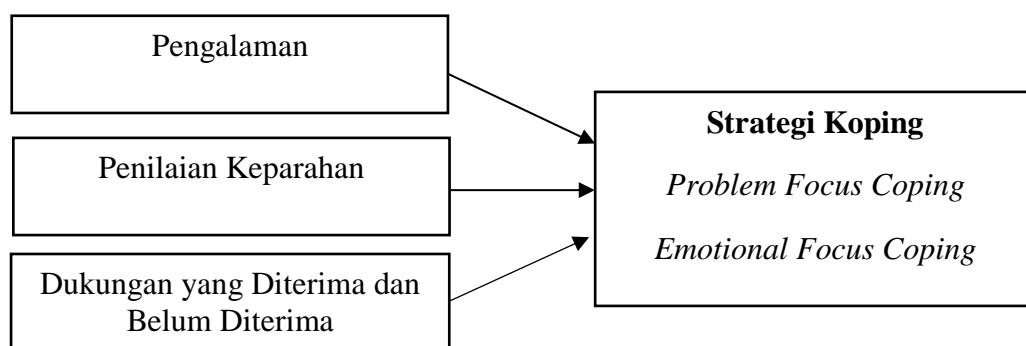 Pengalaman
Penilaian Keparahan
Dukungan yang Diterima dan
Belum Diterima
Strategi Koping
Problem Focus Coping
Emotional Focus Coping